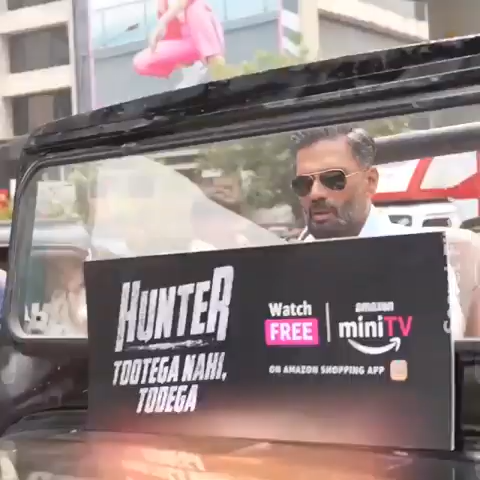 HUNTER
TOOTEGA NAHI,
TODEGA
Watch
FREE
amazon
miniTV
ON AMAZON SHOPPING APP